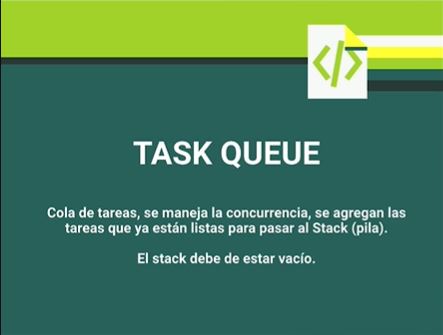 </>
TASK QUEUE
Cola de tareas, se maneja la concurrencia, se agregan las
tareas que ya están listas para pasar al Stack (pila).
El stack debe de estar vacío.